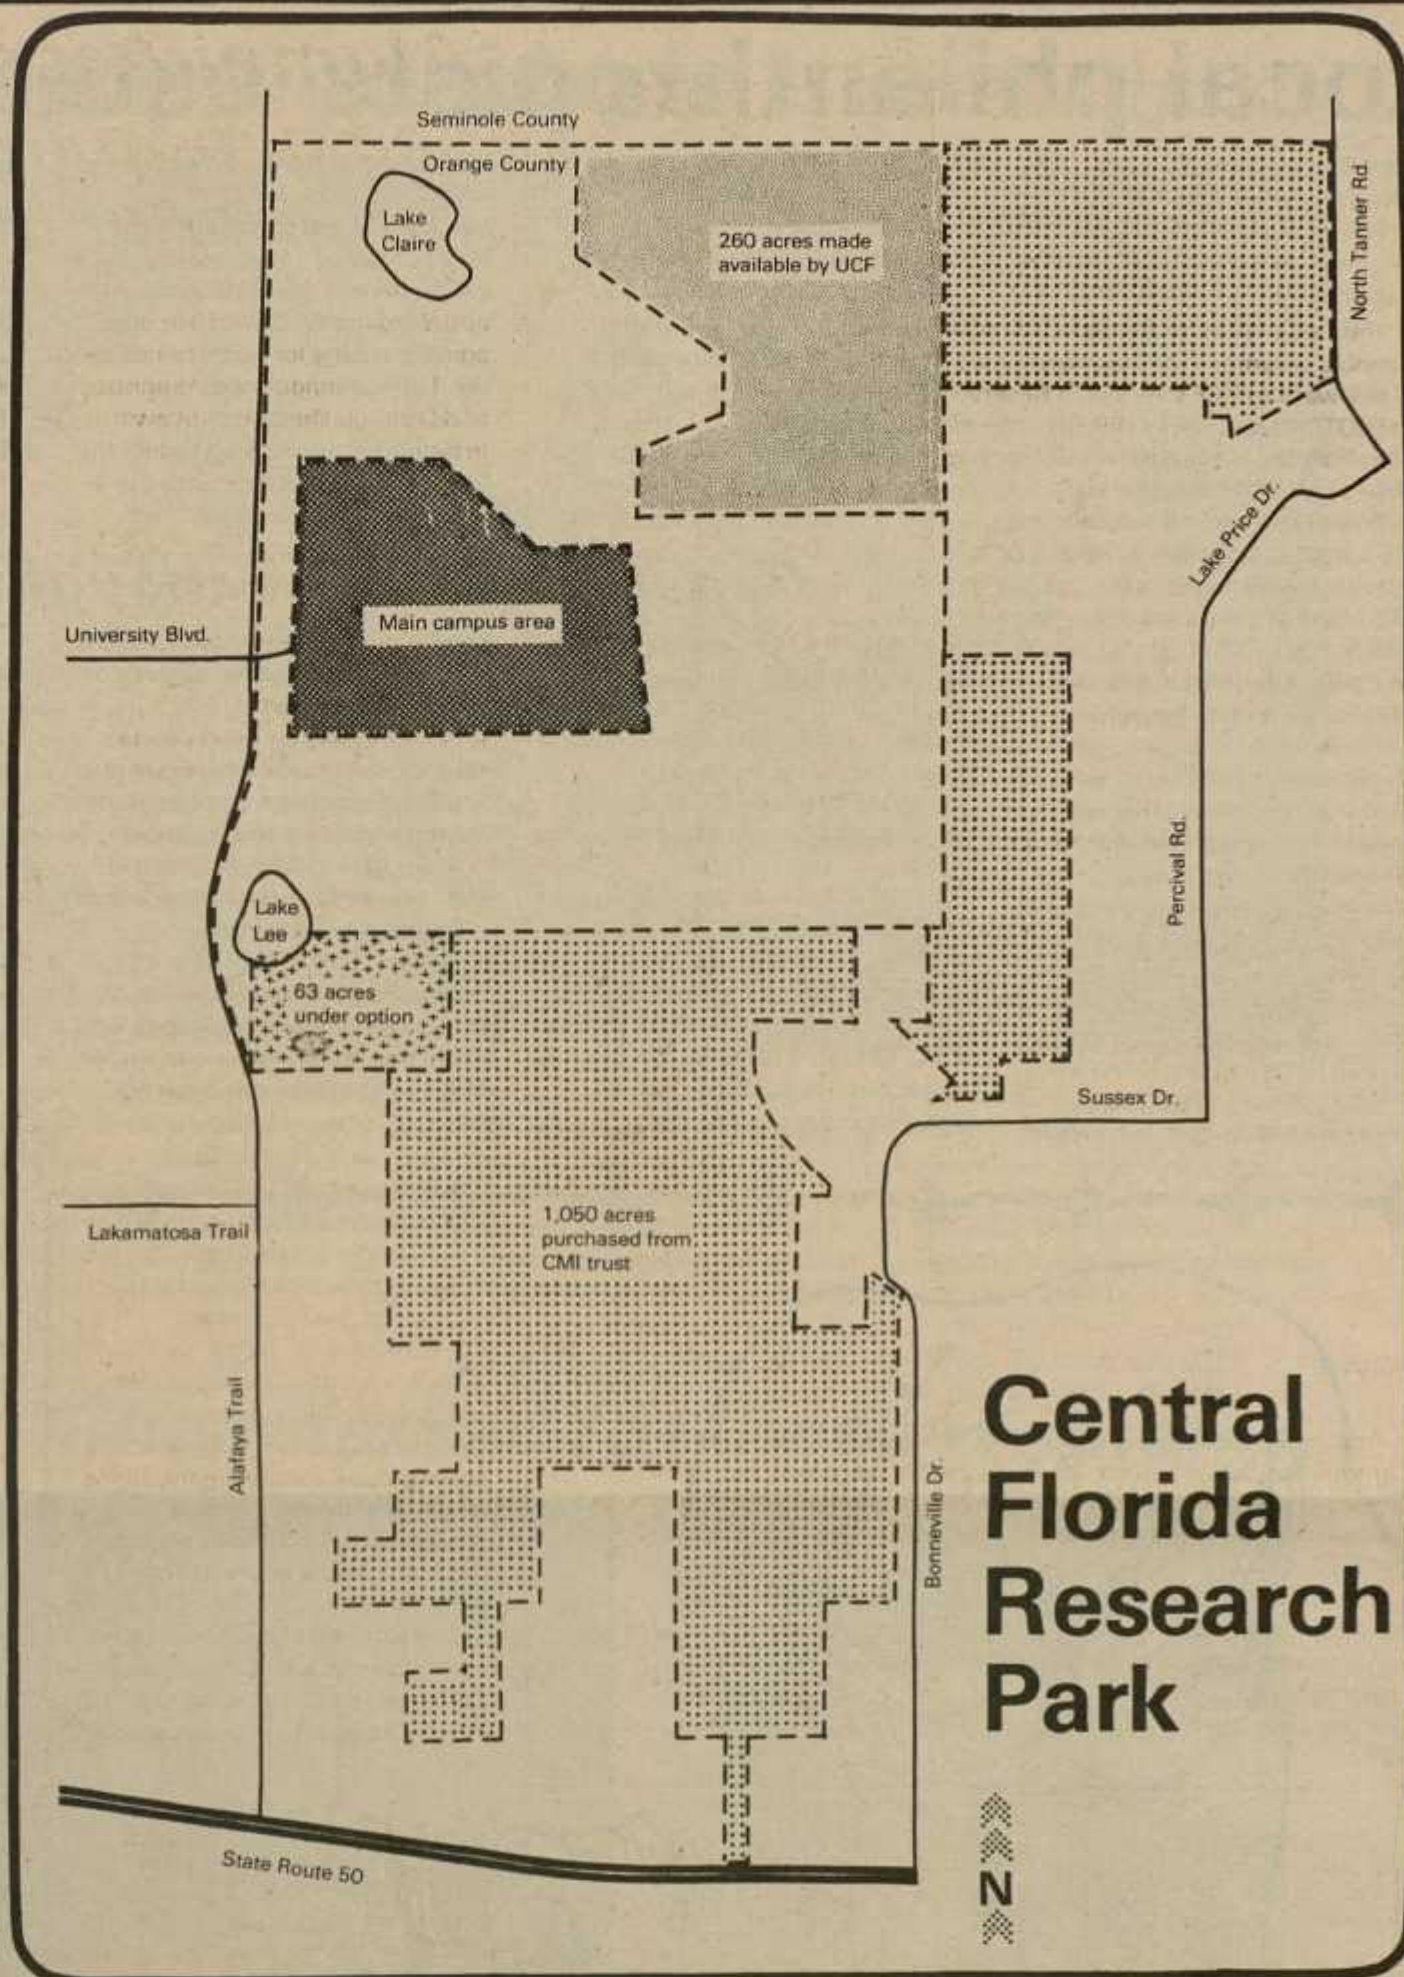 Seminole County
Orange County
Lake
Claire
260 acres made
available by UCF
North Tanner Rd.
Lake Price Dr.
University Blvd.
Main campus area
Percival Rd.
Lake
Lee
63 acres
under option
Sussex Dr.
1,050 acres
purchased from
CMI trust
Lakamatosa Trail
Alafaya Trail
Bonneville Dr.
Central
Florida
Research
Park
State Route 50
N